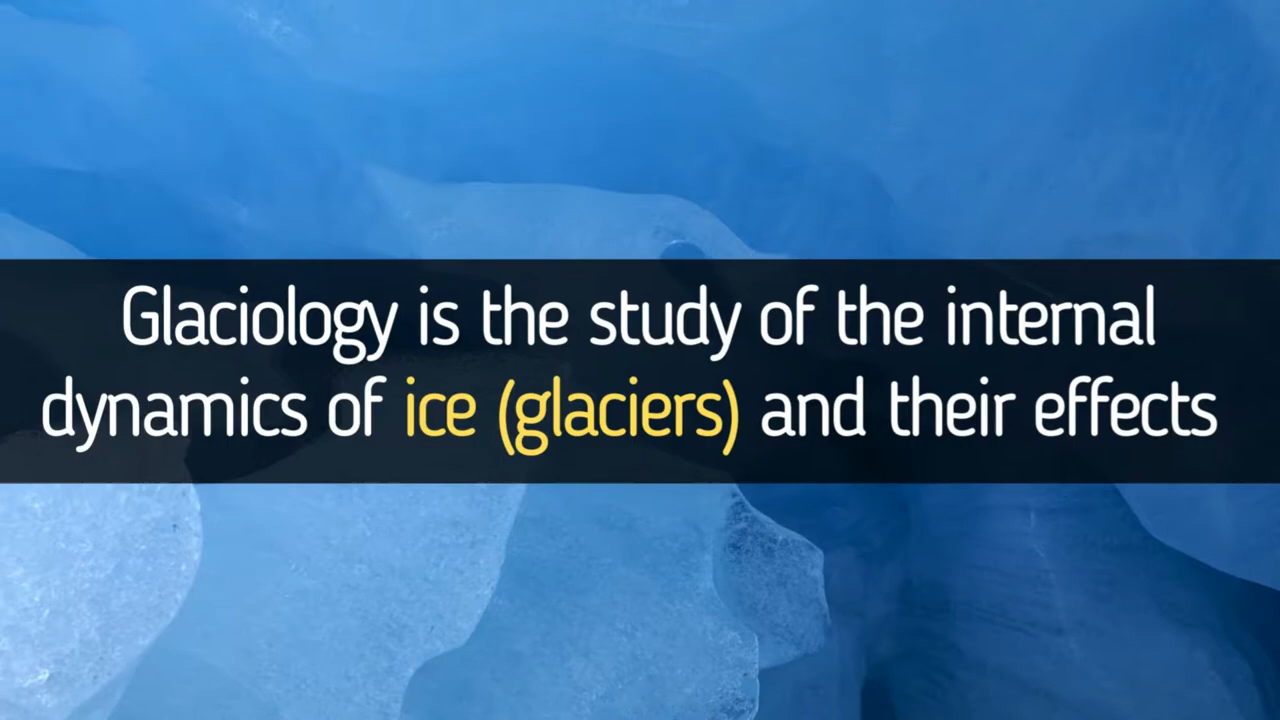 Glaciology is the study of the internal
dynamics of ice (glaciers) and their effects